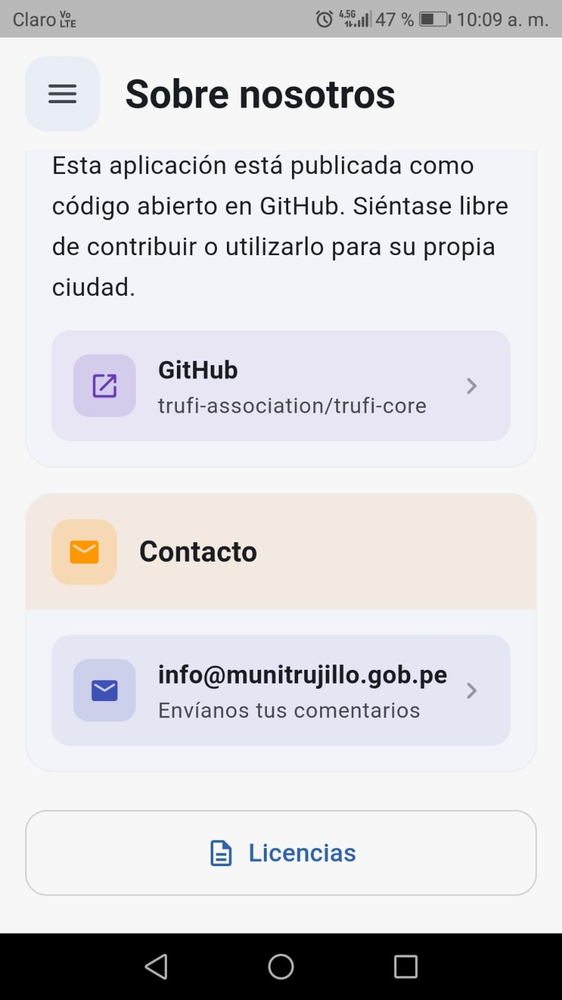 Claro Vo LTE 4.5G 47 % 10:09 a. m.
Sobre nosotros
Esta aplicación está publicada como
código abierto en GitHub. Siéntase libre
de contribuir o utilizarlo para su propia
ciudad.
GitHub
trufi-association/trufi-core
Contacto
info@munitrujillo.gob.pe
Envíanos tus comentarios
Licencias